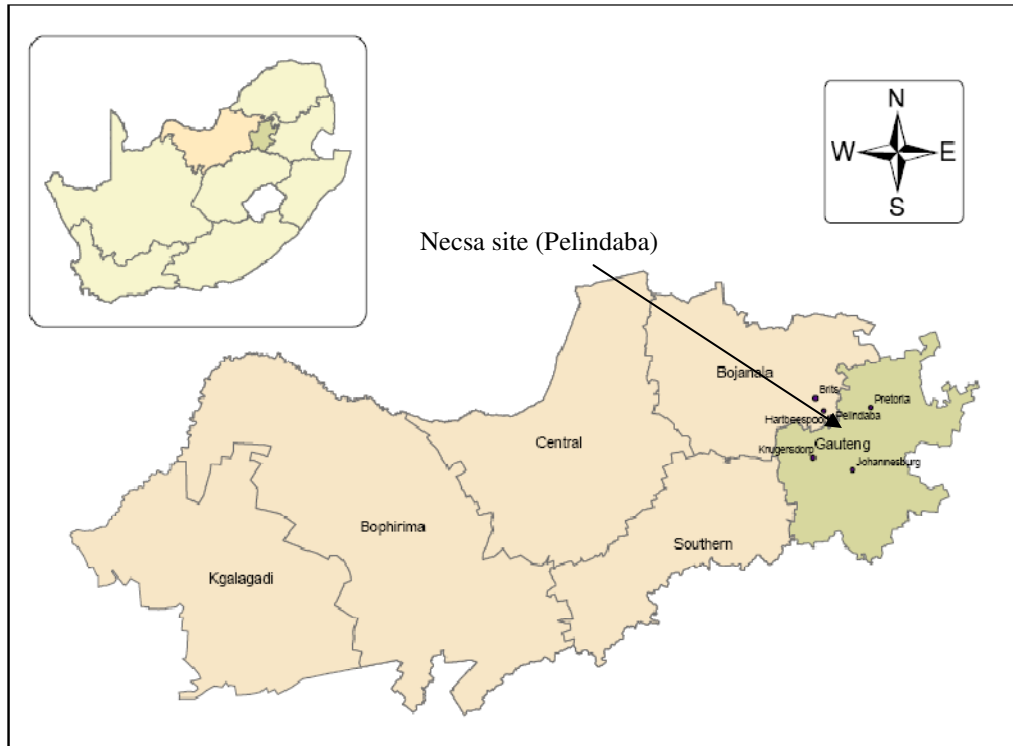 N
W E
S
Necsa site (Pelindaba)
Bojanala
Brits
Pretoria
Hartbeespoort Pelindaba
Central
Gauteng
Krugersdorp
Johannesburg
Bophirima
Southern
Kgalagadi